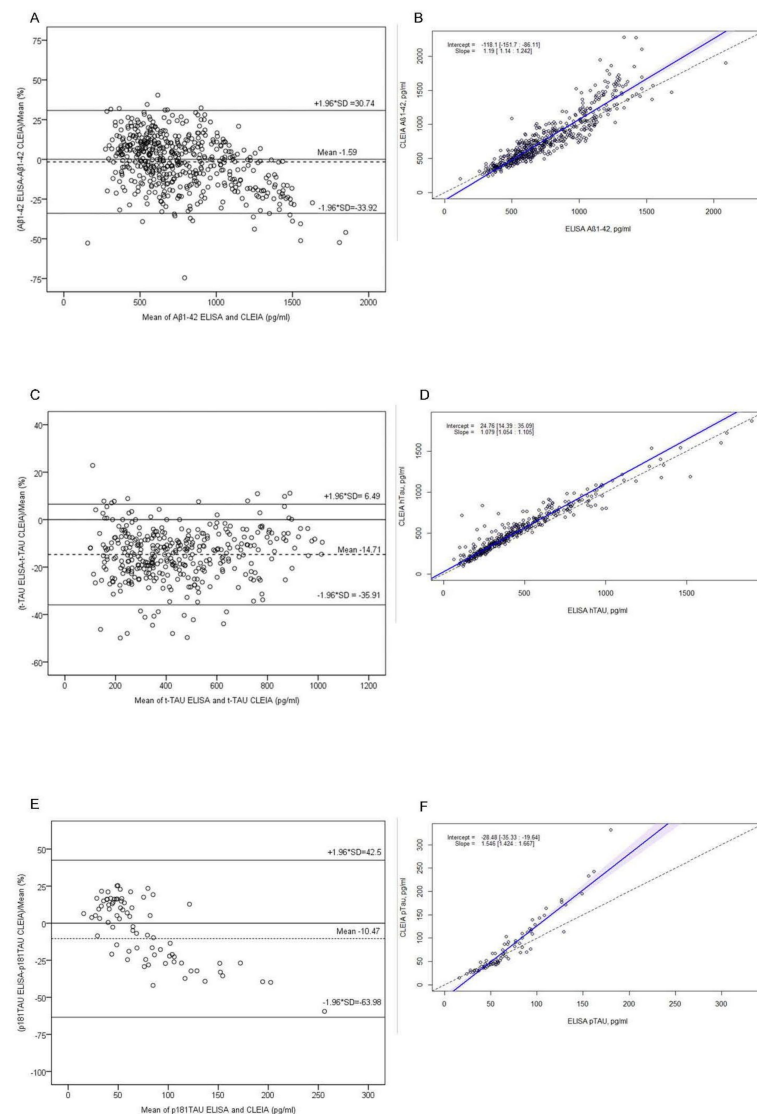 A
(Aβ1-42 ELISA-Aβ1-42 CLEIA)/Mean (%)
75
50
25
0
-25
-50
-75
+1.96*SD =30.74
Mean -1.59
-1.96*SD=-33.92
0 500 1000 1500 2000
Mean of Aβ1-42 ELISA and CLEIA (pg/ml)
B
Intercept = -118.1 [-151.7 : -86.11]
Slope = 1.19 [ 1.14 : 1.242]
CLEIA Aß1-42, pg/ml
2000
1500
1000
500
0
0 500 1000 1500 2000
ELISA Aß1-42, pg/ml
C
(t-TAU ELISA-t-TAU CLEIA)/Mean (%)
40
20
0
-20
-40
-60
+1.96*SD= 6.49
Mean -14.71
-1.96*SD = -35.91
0 200 400 600 800 1000 1200
Mean of t-TAU ELISA and t-TAU CLEIA (pg/ml)
D
Intercept = 24.76 [14.39 : 35.09]
Slope = 1.079 [1.054 : 1.105]
CLEIA hTau, pg/ml
1500
1000
500
0
0 500 1000 1500
ELISA hTAU, pg/ml
E
(p181TAU ELISA-p181TAU CLEIA)/Mean (%)
50
25
0
-25
-50
-75
-100
+1.96*SD=42.5
Mean -10.47
-1.96*SD=-63.98
0 50 100 150 200 250 300
Mean of p181TAU ELISA and CLEIA (pg/ml)
F
Intercept = -28.48 [-35.33 : -19.64]
Slope = 1.546 [1.424 : 1.667]
CLEIA pTau, pg/ml
300
250
200
150
100
50
0
0 50 100 150 200 250 300
ELISA pTAU, pg/ml